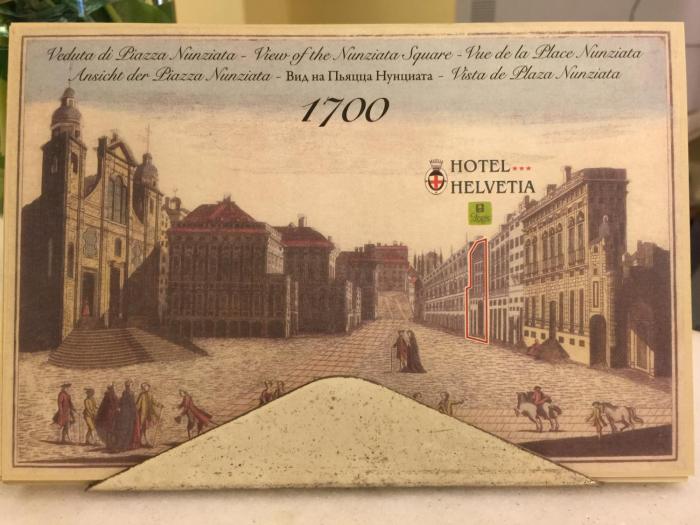 Veduta di Piazza Nunziata - View of the Nunziata Square - Vue de la Place Nunziata
Ansicht der Piazza Nunziata - Вид на Пьяцца Нунциата - Vista de Plaza Nunziata
1700
HOTEL***
HELVETIA